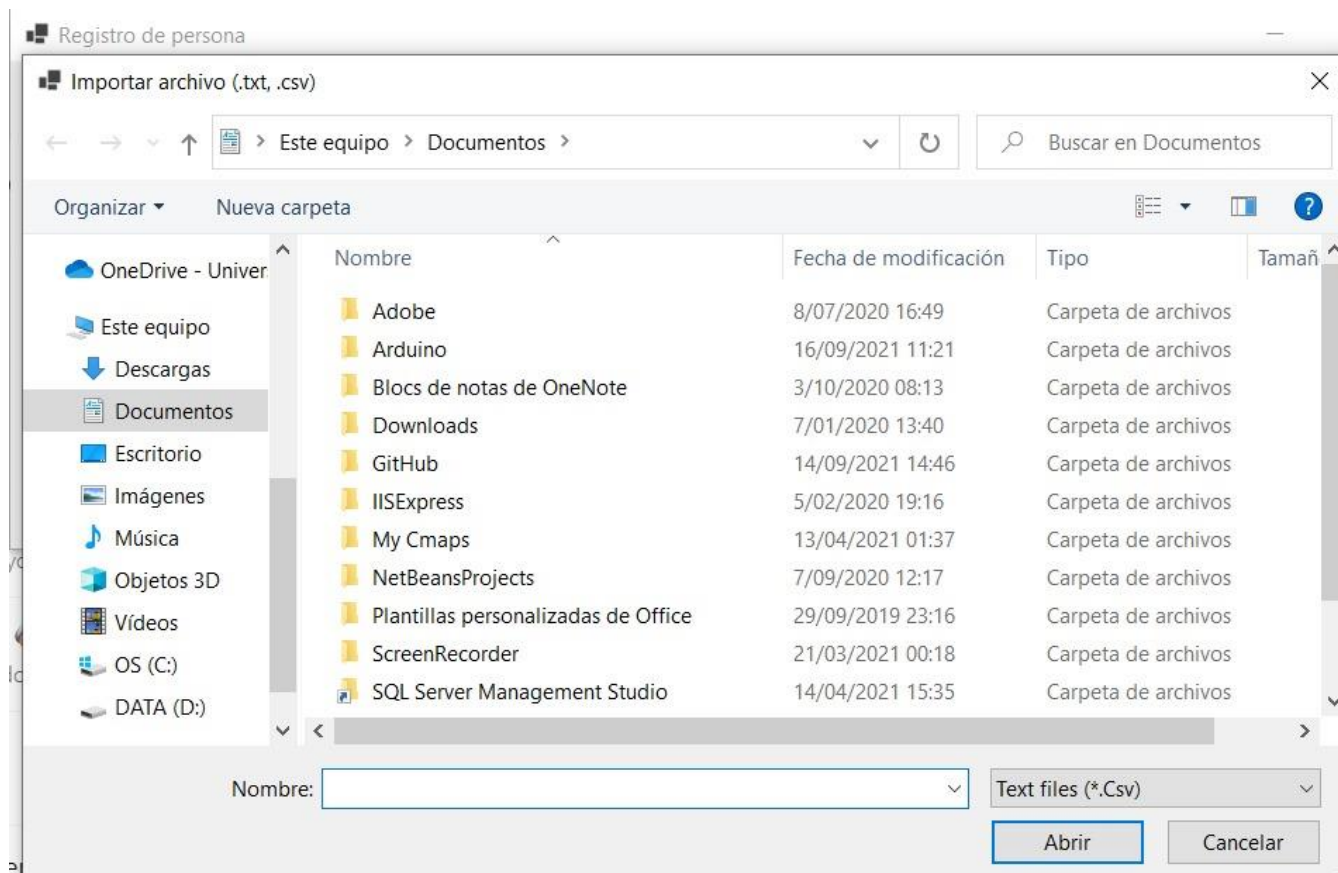 Registro de persona
Importar archivo (.txt, .csv)
Este equipo > Documentos >
Buscar en Documentos
Organizar
Nueva carpeta
OneDrive - Univer
Este equipo
Descargas
Documentos
Escritorio
Imágenes
Música
Objetos 3D
Vídeos
OS (C:)
DATA (D:)
Nombre Fecha de modificación Tipo Tamañ
Adobe 8/07/2020 16:49 Carpeta de archivos
Arduino 16/09/2021 11:21 Carpeta de archivos
Blocs de notas de OneNote 3/10/2020 08:13 Carpeta de archivos
Downloads 7/01/2020 13:40 Carpeta de archivos
GitHub 14/09/2021 14:46 Carpeta de archivos
IISExpress 5/02/2020 19:16 Carpeta de archivos
My Cmaps 13/04/2021 01:37 Carpeta de archivos
NetBeansProjects 7/09/2020 12:17 Carpeta de archivos
Plantillas personalizadas de Office 29/09/2019 23:16 Carpeta de archivos
ScreenRecorder 21/03/2021 00:18 Carpeta de archivos
SQL Server Management Studio 14/04/2021 15:35 Carpeta de archivos
Nombre:
Text files (*.Csv)
Abrir
Cancelar